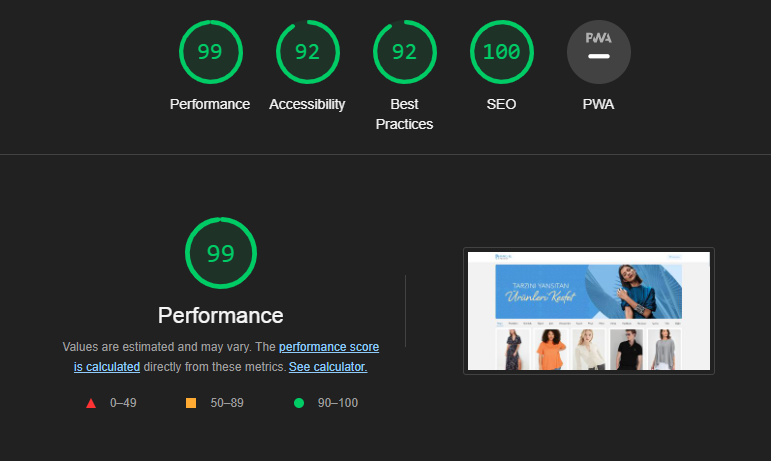 99 92 92 100 PWA
Performance Accessibility Best Practices SEO PWA
99
Performance
Values are estimated and may vary. The performance score
is calculated directly from these metrics. See calculator.
0–49 50–89 90–100
TARZINI YANSITAN
Ürünleri Keşfet